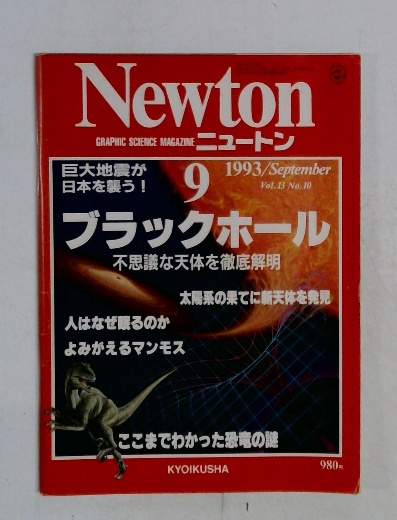 Newton
GRAPHIC SCIENCE MAGAZINE ニュートン
巨大地震が
日本を襲う!
9
1993/September
Vol. 13 No. 10
ブラックホール
不思議な天体を徹底解明
太陽系の果てに新天体を発見
人はなぜ眠るのか
よみがえるマンモス
ここまでわかった恐竜の謎
KYOIKUSHA
980円